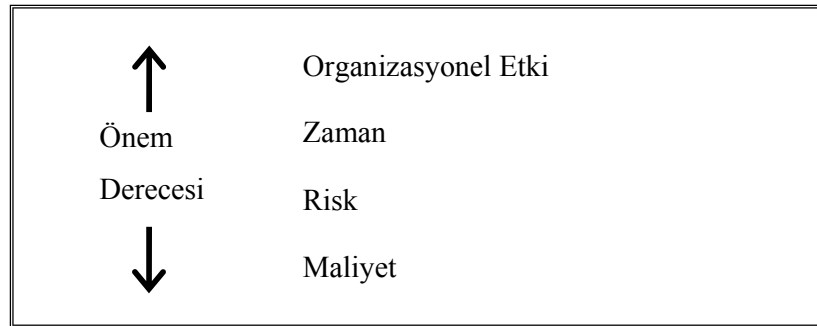 Organizasyonel Etki
Önem
Zaman
Derecesi
Risk
Maliyet